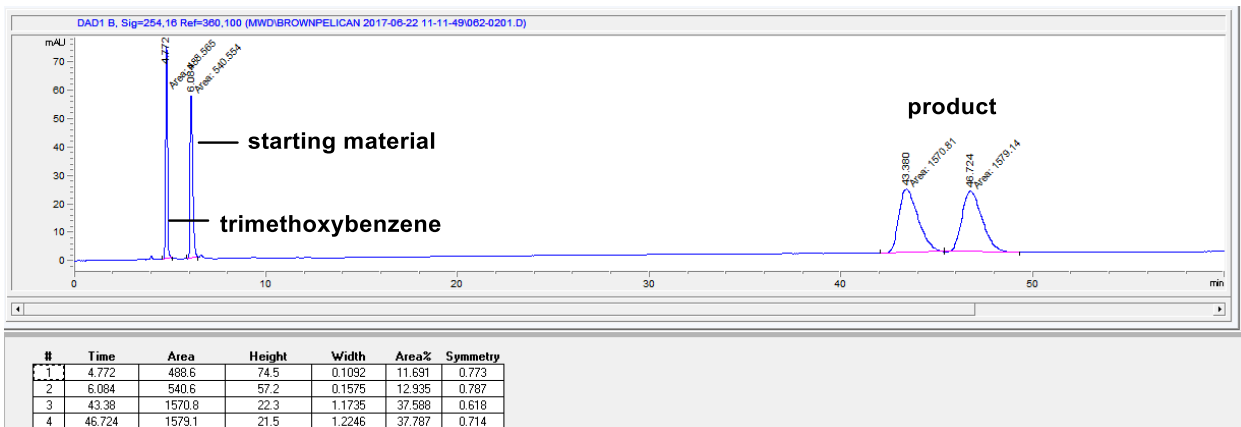 DAD1 B, Sig=254,16 Ref=360,100 (MWD\BROWNPELICAN 2017-06-22 11-11-49\062-0201.D)
mAU
70
60
50
40
30
20
10
0
4.772
Area: 488.565
6.084
Area: 540.554
starting material
trimethoxybenzene
product
43.380
Area: 1570.81
46.724
Area: 1579.14
0 10 20 30 40 50 min
# Time Area Height Width Area% Symmetry
1 4.772 488.6 74.5 0.1092 11.691 0.773
2 6.084 540.6 57.2 0.1575 12.935 0.787
3 43.38 1570.8 22.3 1.1735 37.588 0.618
4 46.724 1579.1 21.5 1.2246 37.787 0.714